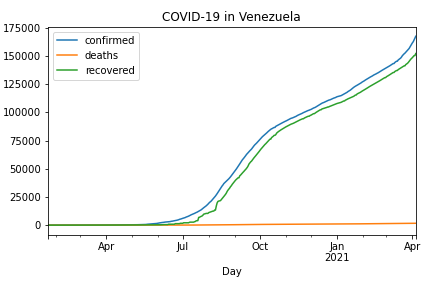 COVID-19 in Venezuela
175000
150000
125000
100000
75000
50000
25000
0
confirmed
deaths
recovered
Apr Jul Oct Jan Apr
2021
Day